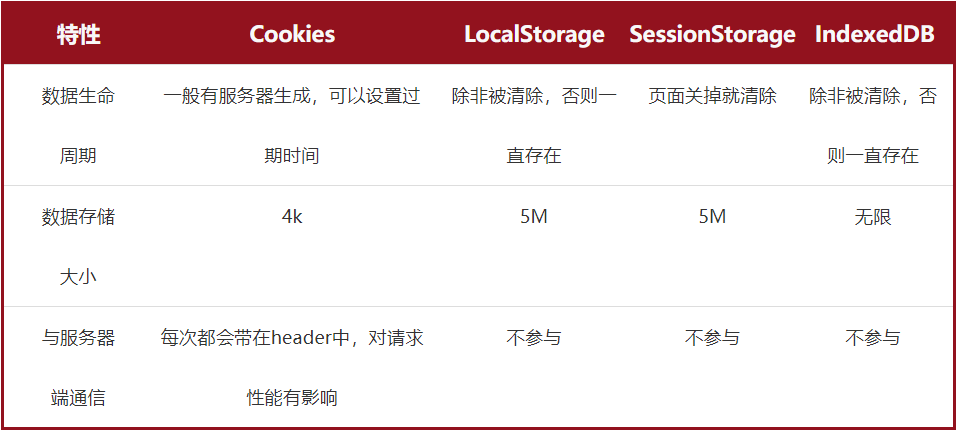 特性 Cookies LocalStorage SessionStorage IndexedDB
数据生命 一般有服务器生成，可以设置过 除非被清除，否则一 页面关掉就清除 除非被清除，否
周期 期时间 直存在 则一直存在
数据存储 4k 5M 5M 无限
大小
与服务器 每次都会带在header中，对请求 不参与 不参与 不参与
端通信 性能有影响